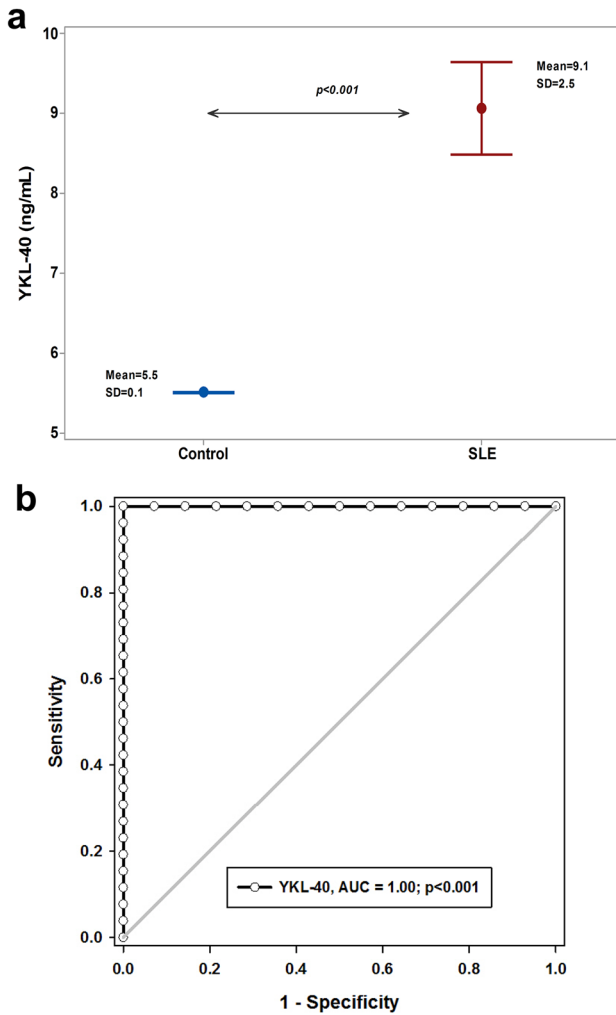 a
10
9
8
7
6
5
YKL-40 (ng/mL)
p<0.001
Mean=9.1
SD=2.5
Mean=5.5
SD=0.1
Control
SLE
b
1.0
0.8
0.6
0.4
0.2
0.0
Sensitivity
YKL-40, AUC = 1.00; p<0.001
0.0 0.2 0.4 0.6 0.8 1.0
1 - Specificity